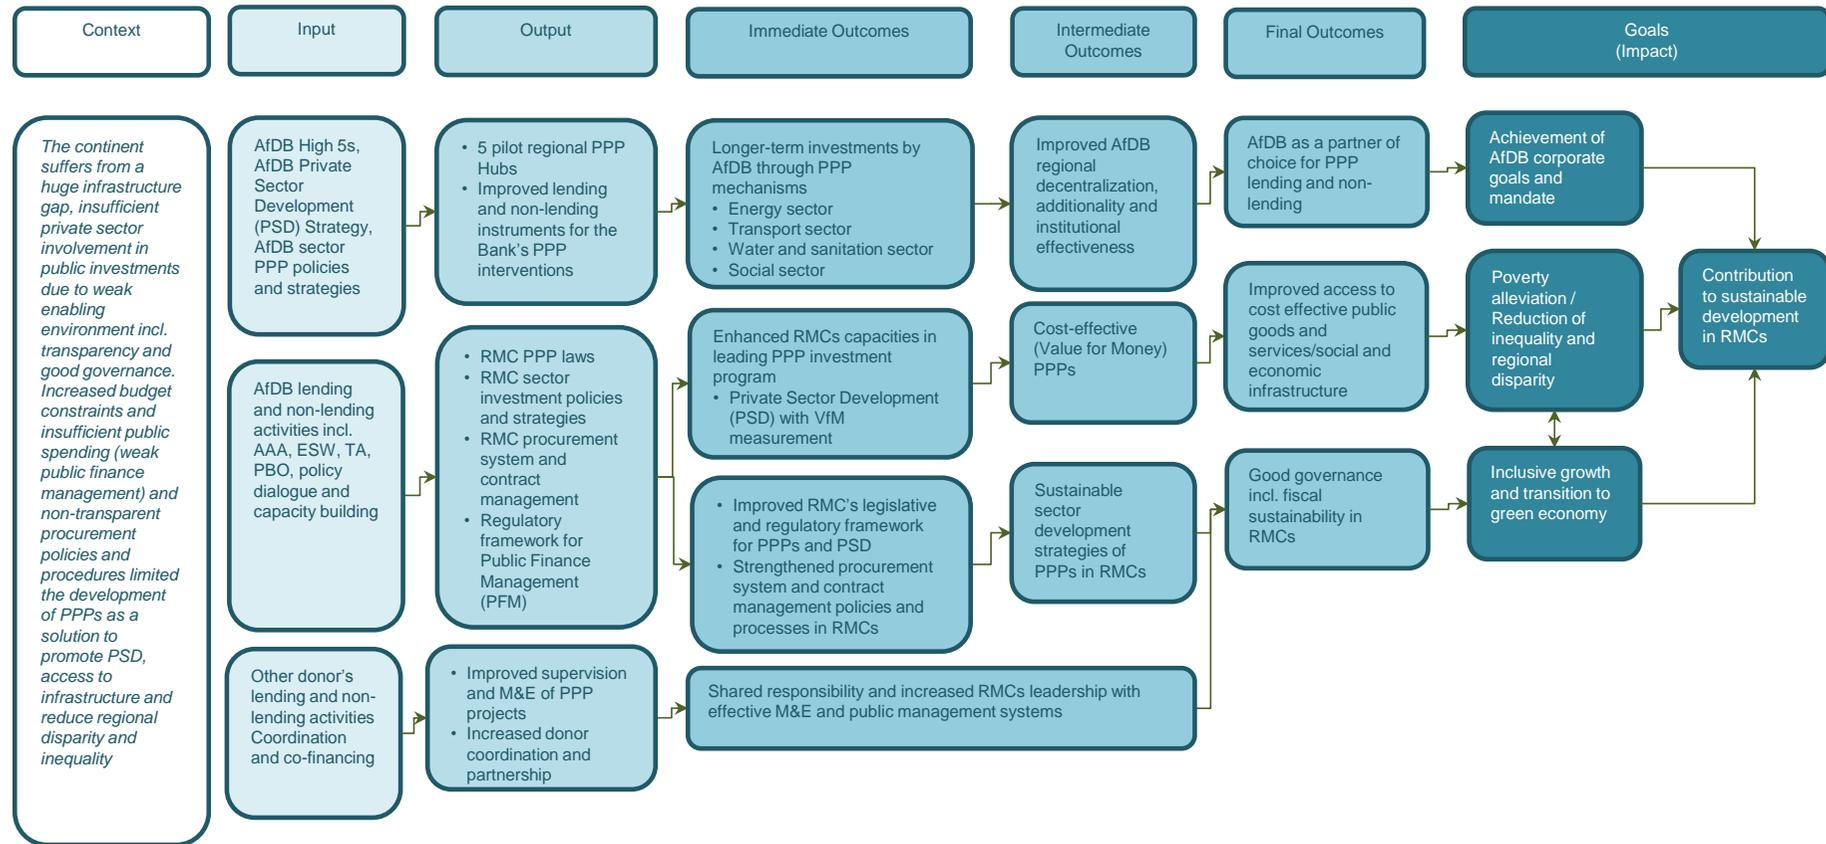 Context
Input
Output
Immediate Outcomes
Intermediate
Outcomes
Final Outcomes
Goals
(Impact)
The continent
suffers from a
huge infrastructure
gap, insufficient
private sector
involvement in
public investments
due to weak
enabling
environment incl.
transparency and
good governance.
Increased budget
constraints and
insufficient public
spending (weak
public finance
management) and
non-transparent
procurement
policies and
procedures limited
the development
of PPPs as a
solution to
promote PSD,
access to
infrastructure and
reduce regional
disparity and
inequality
AfDB High 5s,
AfDB Private
Sector
Development
(PSD) Strategy,
AfDB sector
PPP policies
and strategies
AfDB lending
and non-lending
activities incl.
AAA, ESW, TA,
PBO, policy
dialogue and
capacity building
Other donor's
lending and non-
lending activities
Coordination
and co-financing
• 5 pilot regional PPP
Hubs
• Improved lending
and non-lending
instruments for the
Bank's PPP
interventions
• RMC PPP laws
• RMC sector
investment policies
and strategies
• RMC procurement
system and
contract
management
• Regulatory
framework for
Public Finance
Management
(PFM)
• Improved supervision
and M&E of PPP
projects
• Increased donor
coordination and
partnership
Longer-term investments by
AfDB through PPP
mechanisms
• Energy sector
• Transport sector
• Water and sanitation sector
• Social sector
Enhanced RMCs capacities in
leading PPP investment
program
• Private Sector Development
(PSD) with VfM
measurement
• Improved RMC's legislative
and regulatory framework
for PPPs and PSD
• Strengthened procurement
system and contract
management policies and
processes in RMCs
Shared responsibility and increased RMCs leadership with
effective M&E and public management systems
Improved AfDB
regional
decentralization,
additionality and
institutional
effectiveness
Cost-effective
(Value for Money)
PPPs
Sustainable
sector
development
strategies of
PPPs in RMCs
AfDB as a partner of
choice for PPP
lending and non-
lending
Improved access to
cost effective public
goods and
services/social and
economic
infrastructure
Good governance
incl. fiscal
sustainability in
RMCs
Achievement of
AfDB corporate
goals and
mandate
Poverty
alleviation /
Reduction of
inequality and
regional
disparity
Inclusive growth
and transition to
green economy
Contribution
to sustainable
development
in RMCs